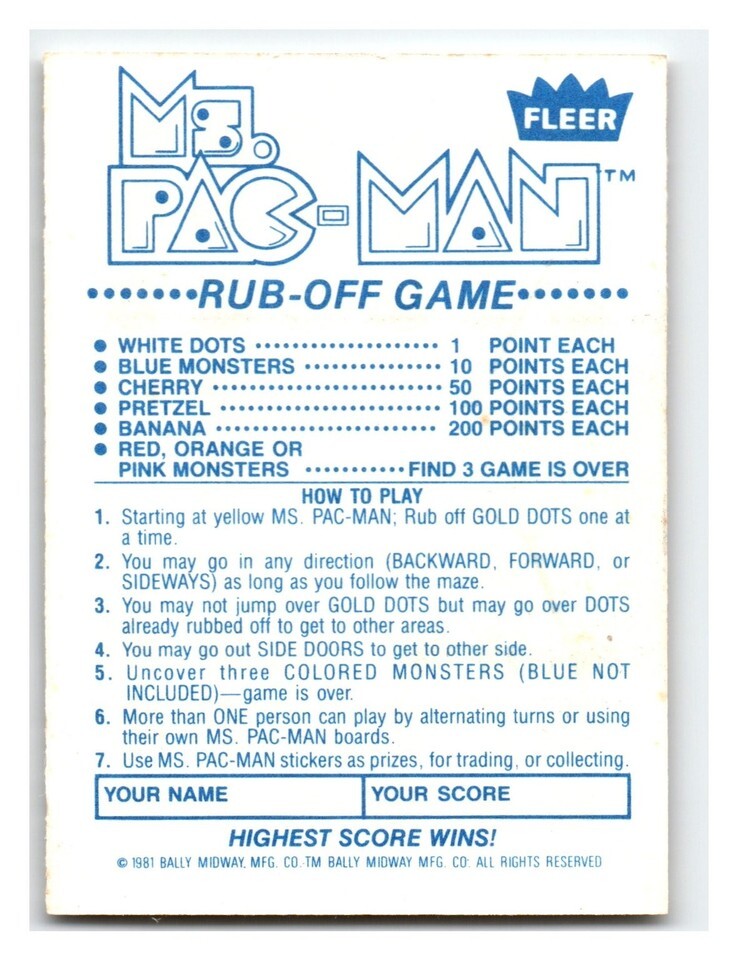 MS.
PAC-MAN™
FLEER
RUB-OFF GAME
• WHITE DOTS ..................... 1 POINT EACH
• BLUE MONSTERS ................ 10 POINTS EACH
• CHERRY .......................... 50 POINTS EACH
• PRETZEL ......................... 100 POINTS EACH
• BANANA ......................... 200 POINTS EACH
• RED, ORANGE OR
PINK MONSTERS ............ FIND 3 GAME IS OVER
HOW TO PLAY
1. Starting at yellow MS. PAC-MAN; Rub off GOLD DOTS one at
a time.
2. You may go in any direction (BACKWARD, FORWARD, or
SIDEWAYS) as long as you follow the maze.
3. You may not jump over GOLD DOTS but may go over DOTS
already rubbed off to get to other areas.
4. You may go out SIDE DOORS to get to other side.
5. Uncover three COLORED MONSTERS (BLUE NOT
INCLUDED)—game is over.
6. More than ONE person can play by alternating turns or using
their own MS. PAC-MAN boards.
7. Use MS. PAC-MAN stickers as prizes, for trading, or collecting.
YOUR NAME YOUR SCORE
HIGHEST SCORE WINS!
© 1981 BALLY MIDWAY. MFG. CO. TM BALLY MIDWAY MFG. CO. ALL RIGHTS RESERVED